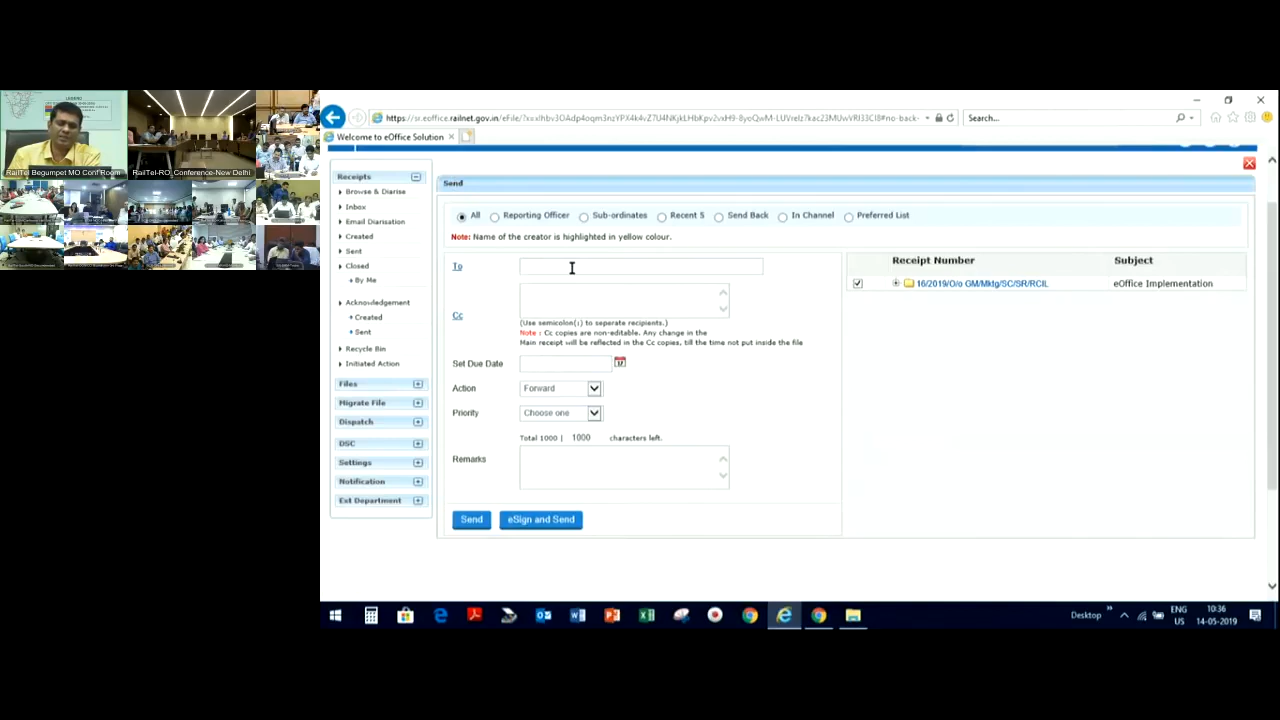 LEGEND
RailTel Begumpet MO Conf Room
RailTel-RO_Conference-New Delhi
Search...
Welcome to eOffice Solution
Receipts
Browse & Diarise
Inbox
Email Diarisation
Created
Sent
Closed
+ By Me
Acknowledgement
+ Created
+ Sent
Recycle Bin
Initiated Action
Files
Migrate File
Dispatch
DSC
Settings
Notification
Ext Department
Send
All Reporting Officer Sub-ordinates Recent 5 Send Back In Channel Preferred List
Note: Name of the creator is highlighted in yellow colour.
To
Cc
(Use semicolon(;) to seperate recipients.)
Note : Cc copies are non-editable. Any change in the
Main receipt will be reflected in the Cc copies, till the time not put inside the file
Set Due Date
Action Forward
Priority Choose one
Total 1000 | 1000 characters left.
Remarks
Send eSign and Send
Receipt Number Subject
16/2019/O/o GM/Mktg/SC/SR/RCIL eOffice Implementation
Desktop
ENG
US
10:36
14-05-2019